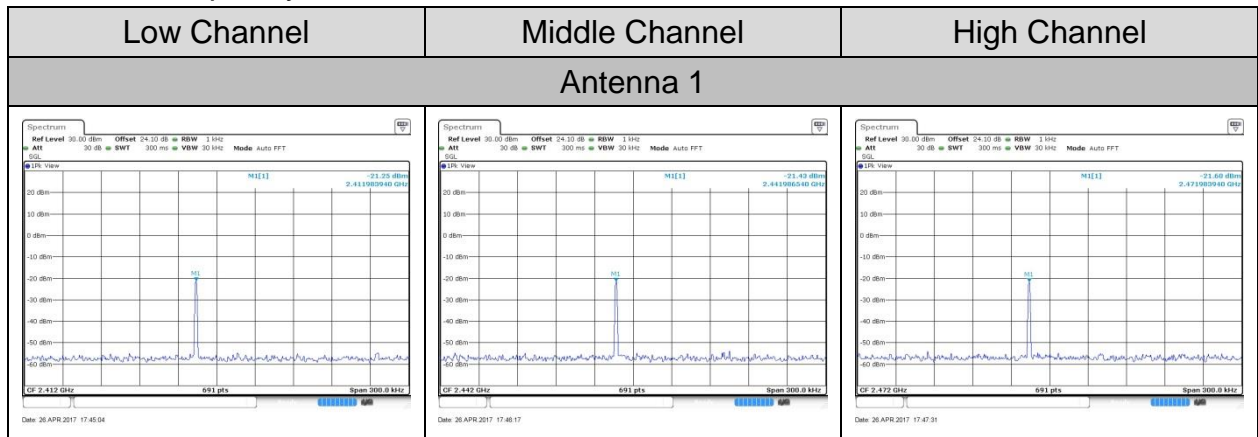 Low Channel
Middle Channel
High Channel
Antenna 1
Spectrum
Ref Level 30.00 dBm Offset 24.10 dB RBW 1 kHz
Att 30 dB SWT 300 ms VBW 30 kHz Mode Auto FFT
SGL
1Pk View
M1[1] -21.25 dBm
2.411983940 GHz
20 dBm
10 dBm
0 dBm
-10 dBm
M1
-20 dBm
-30 dBm
-40 dBm
-50 dBm
-60 dBm
CF 2.412 GHz 691 pts Span 300.0 kHz
Date: 26.APR.2017 17:45:04
Spectrum
Ref Level 30.00 dBm Offset 24.10 dB RBW 1 kHz
Att 30 dB SWT 300 ms VBW 30 kHz Mode Auto FFT
SGL
1Pk View
M1[1] -21.43 dBm
2.441986540 GHz
20 dBm
10 dBm
0 dBm
-10 dBm
M1
-20 dBm
-30 dBm
-40 dBm
-50 dBm
-60 dBm
CF 2.442 GHz 691 pts Span 300.0 kHz
Date: 26.APR.2017 17:46:17
Spectrum
Ref Level 30.00 dBm Offset 24.10 dB RBW 1 kHz
Att 30 dB SWT 300 ms VBW 30 kHz Mode Auto FFT
SGL
1Pk View
M1[1] -21.60 dBm
2.471983940 GHz
20 dBm
10 dBm
0 dBm
-10 dBm
M1
-20 dBm
-30 dBm
-40 dBm
-50 dBm
-60 dBm
CF 2.472 GHz 691 pts Span 300.0 kHz
Date: 26.APR.2017 17:47:31